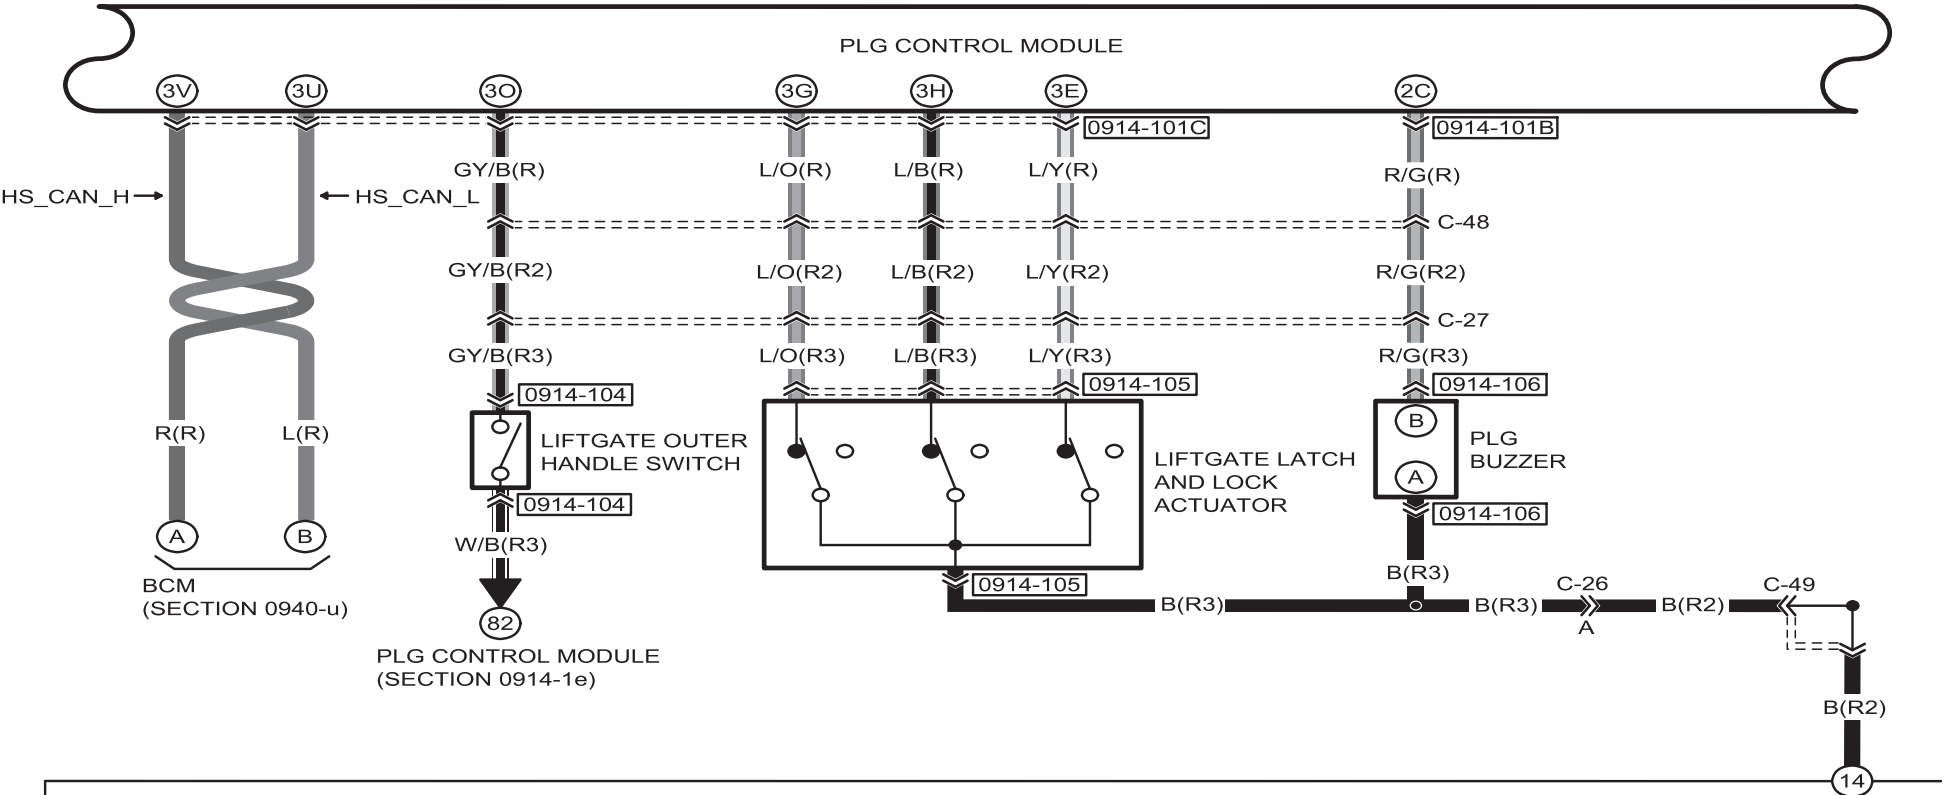 PLG CONTROL MODULE
3V 3U 3O 3G 3H 3E 2C
0914-101C 0914-101B
GY/B(R) L/O(R) L/B(R) L/Y(R) R/G(R)
HS_CAN_H HS_CAN_L
C-48
GY/B(R2) L/O(R2) L/B(R2) L/Y(R2) R/G(R2)
C-27
GY/B(R3) L/O(R3) L/B(R3) L/Y(R3) R/G(R3)
0914-104 0914-105 0914-106
R(R) L(R)
LIFTGATE OUTER
HANDLE SWITCH
LIFTGATE LATCH
AND LOCK
ACTUATOR
B
A
PLG
BUZZER
0914-104 0914-106
A B
W/B(R3)
BCM
(SECTION 0940-u)
0914-105
B(R3)
C-26 C-49
B(R3) B(R3) B(R2)
A
82
PLG CONTROL MODULE
(SECTION 0914-1e)
B(R2)
14